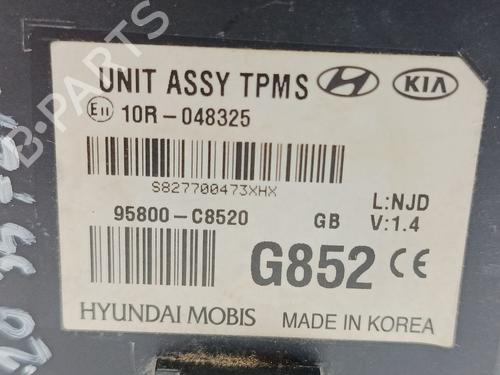 UNIT ASSY TPMS KIA
E11 10R-048325
S827700473XHX
L:NJD
95800-C8520 GB V:1.4
G852 CE
HYUNDAI MOBIS MADE IN KOREA